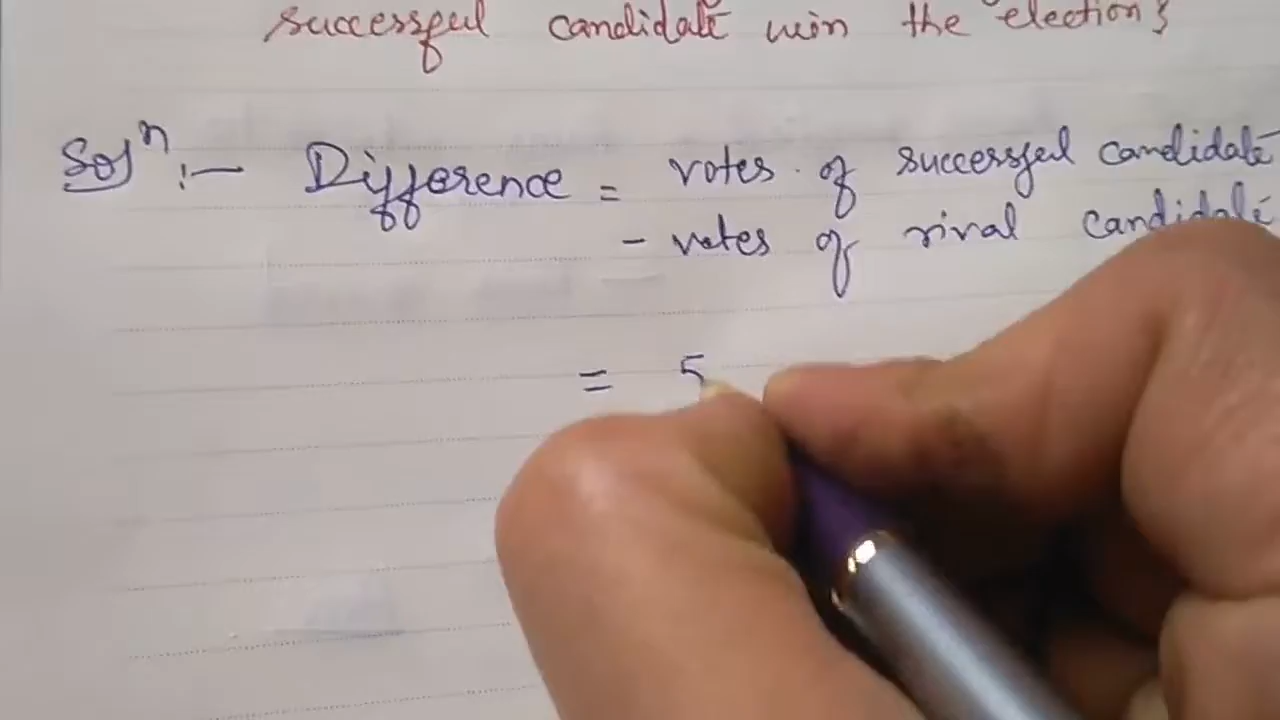 successful candidate win the election?
Solⁿ :- Difference = votes of successful candidate
- votes of rival candidate
= 5